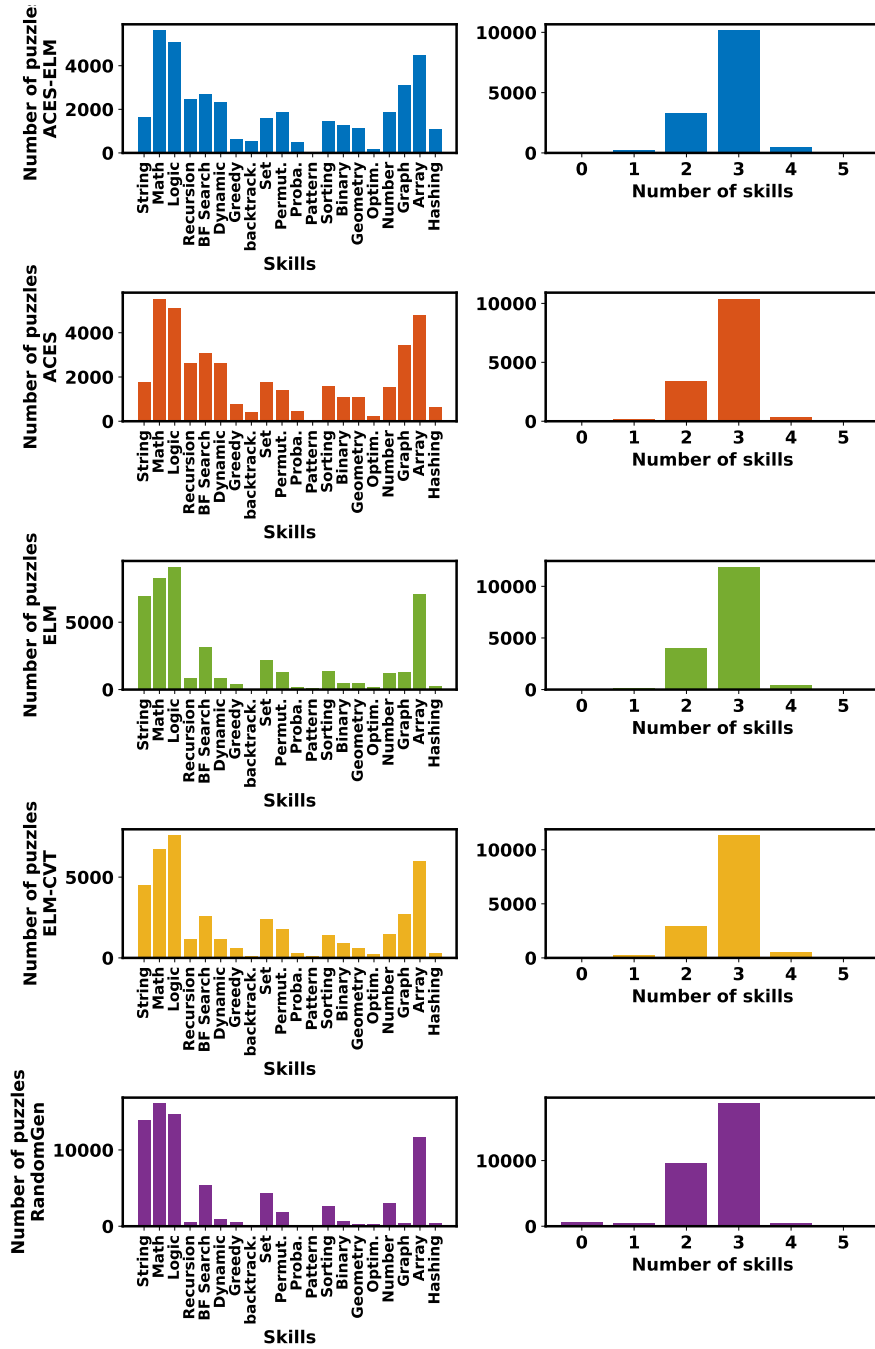 Number of puzzles
ACES-ELM
4000
2000
0
String
Math
Logic
Recursion
BF Search
Dynamic
Greedy
backtrack.
Set
Permut.
Proba.
Pattern
Sorting
Binary
Geometry
Optim.
Number
Graph
Array
Hashing
Skills
10000
5000
0
0 1 2 3 4 5
Number of skills
Number of puzzles
ACES
4000
2000
0
String
Math
Logic
Recursion
BF Search
Dynamic
Greedy
backtrack.
Set
Permut.
Proba.
Pattern
Sorting
Binary
Geometry
Optim.
Number
Graph
Array
Hashing
Skills
10000
5000
0
0 1 2 3 4 5
Number of skills
Number of puzzles
ELM
5000
0
String
Math
Logic
Recursion
BF Search
Dynamic
Greedy
backtrack.
Set
Permut.
Proba.
Pattern
Sorting
Binary
Geometry
Optim.
Number
Graph
Array
Hashing
Skills
10000
5000
0
0 1 2 3 4 5
Number of skills
Number of puzzles
ELM-CVT
5000
0
String
Math
Logic
Recursion
BF Search
Dynamic
Greedy
backtrack.
Set
Permut.
Proba.
Pattern
Sorting
Binary
Geometry
Optim.
Number
Graph
Array
Hashing
Skills
10000
5000
0
0 1 2 3 4 5
Number of skills
Number of puzzles
RandomGen
10000
0
String
Math
Logic
Recursion
BF Search
Dynamic
Greedy
backtrack.
Set
Permut.
Proba.
Pattern
Sorting
Binary
Geometry
Optim.
Number
Graph
Array
Hashing
Skills
10000
0
0 1 2 3 4 5
Number of skills